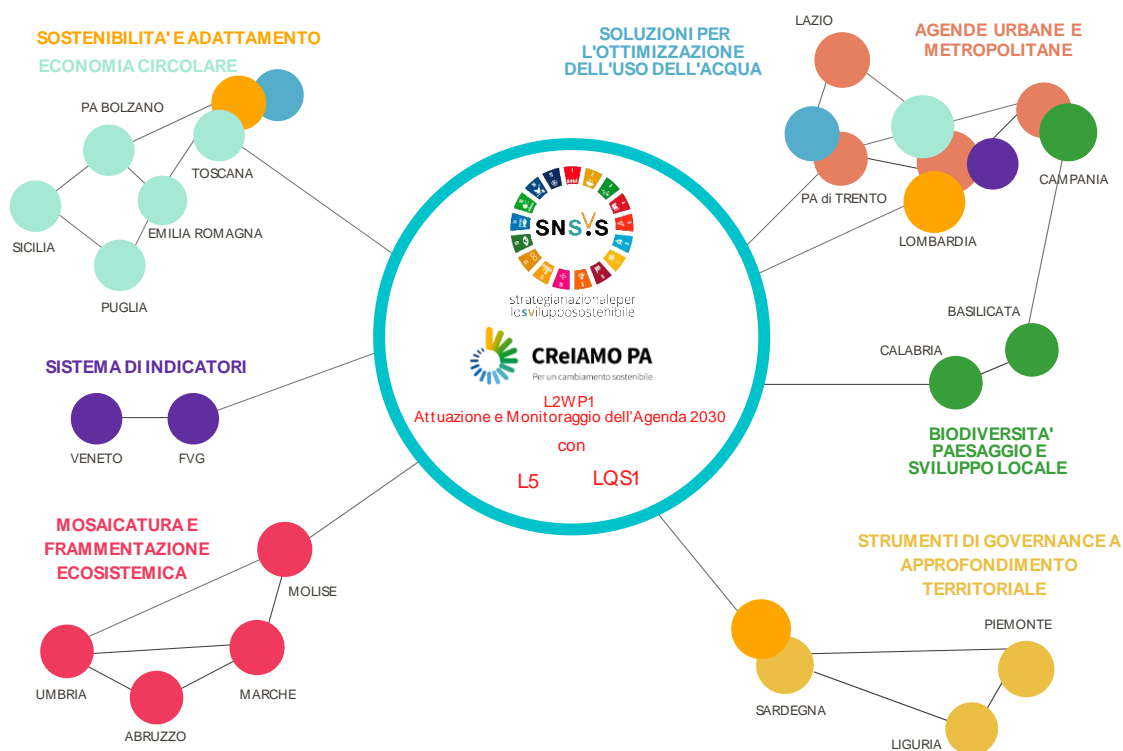 SOSTENIBILITA' E ADATTAMENTO
ECONOMIA CIRCOLARE
PA BOLZANO
TOSCANA
SICILIA
EMILIA ROMAGNA
PUGLIA
SOLUZIONI PER
L'OTTIMIZZAZIONE
DELL'USO DELL'ACQUA
LAZIO
AGENDE URBANE E
METROPOLITANE
PA di TRENTO
CAMPANIA
LOMBARDIA
SNSVS
strategianazionaleper
losvilupposostenibile
CReIAMO PA
Per un cambiamento sostenibile
L2WP1
Attuazione e Monitoraggio dell'Agenda 2030
con
L5
LQS1
SISTEMA DI INDICATORI
VENETO
FVG
BASILICATA
CALABRIA
BIODIVERSITA'
PAESAGGIO E
SVILUPPO LOCALE
MOSAICATURA E
FRAMMENTAZIONE
ECOSISTEMICA
MOLISE
UMBRIA
MARCHE
ABRUZZO
STRUMENTI DI GOVERNANCE A
APPROFONDIMENTO
TERRITORIALE
PIEMONTE
SARDEGNA
LIGURIA